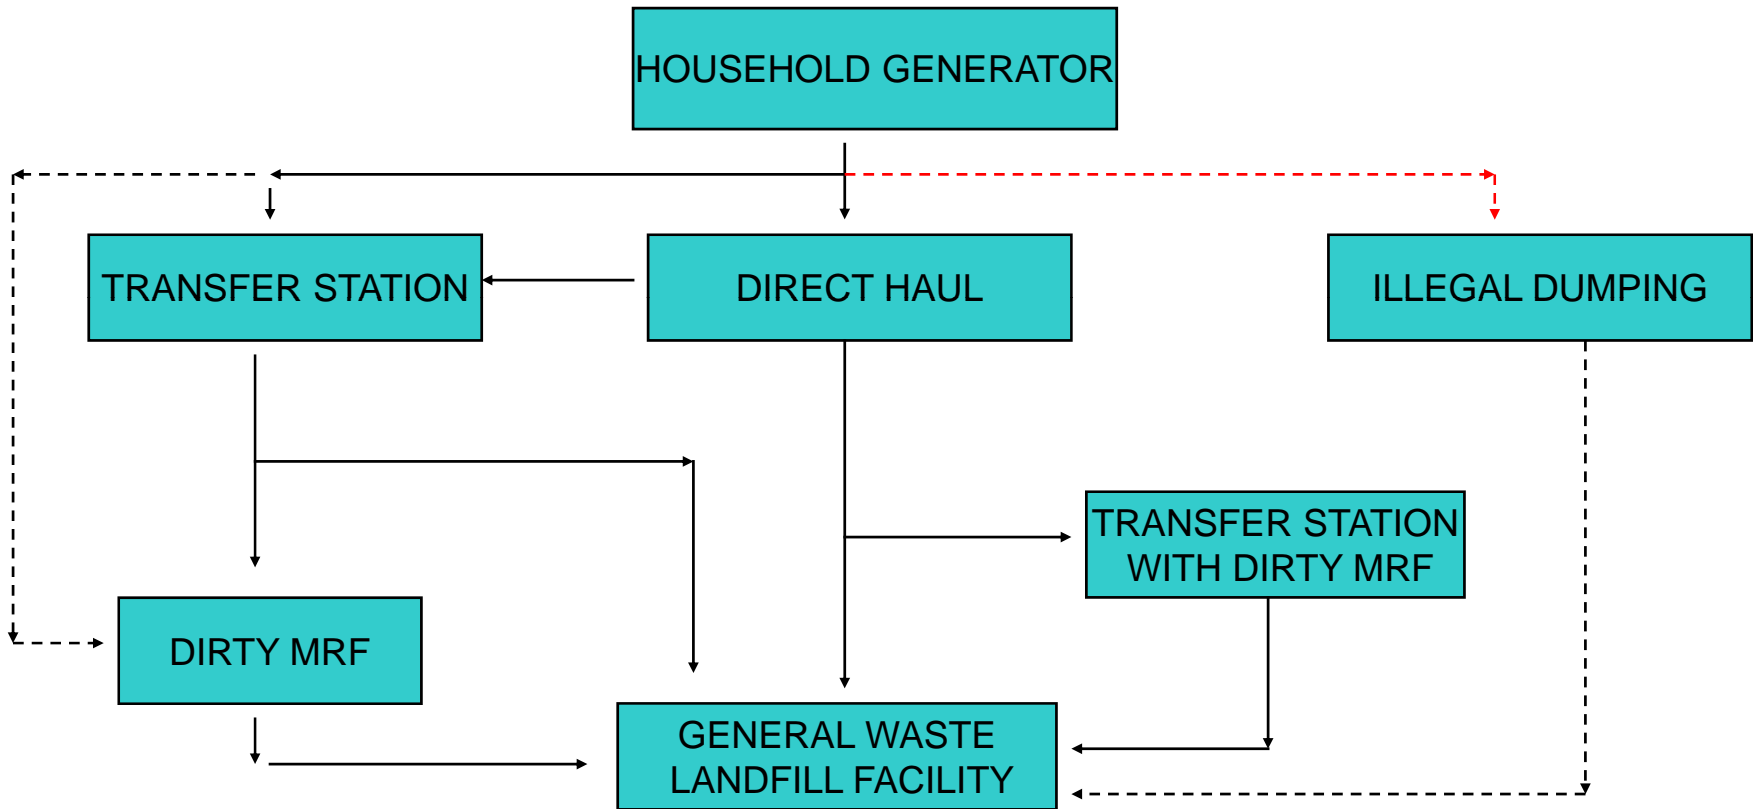 HOUSEHOLD GENERATOR
TRANSFER STATION
DIRECT HAUL
ILLEGAL DUMPING
TRANSFER STATION
WITH DIRTY MRF
DIRTY MRF
GENERAL WASTE
LANDFILL FACILITY